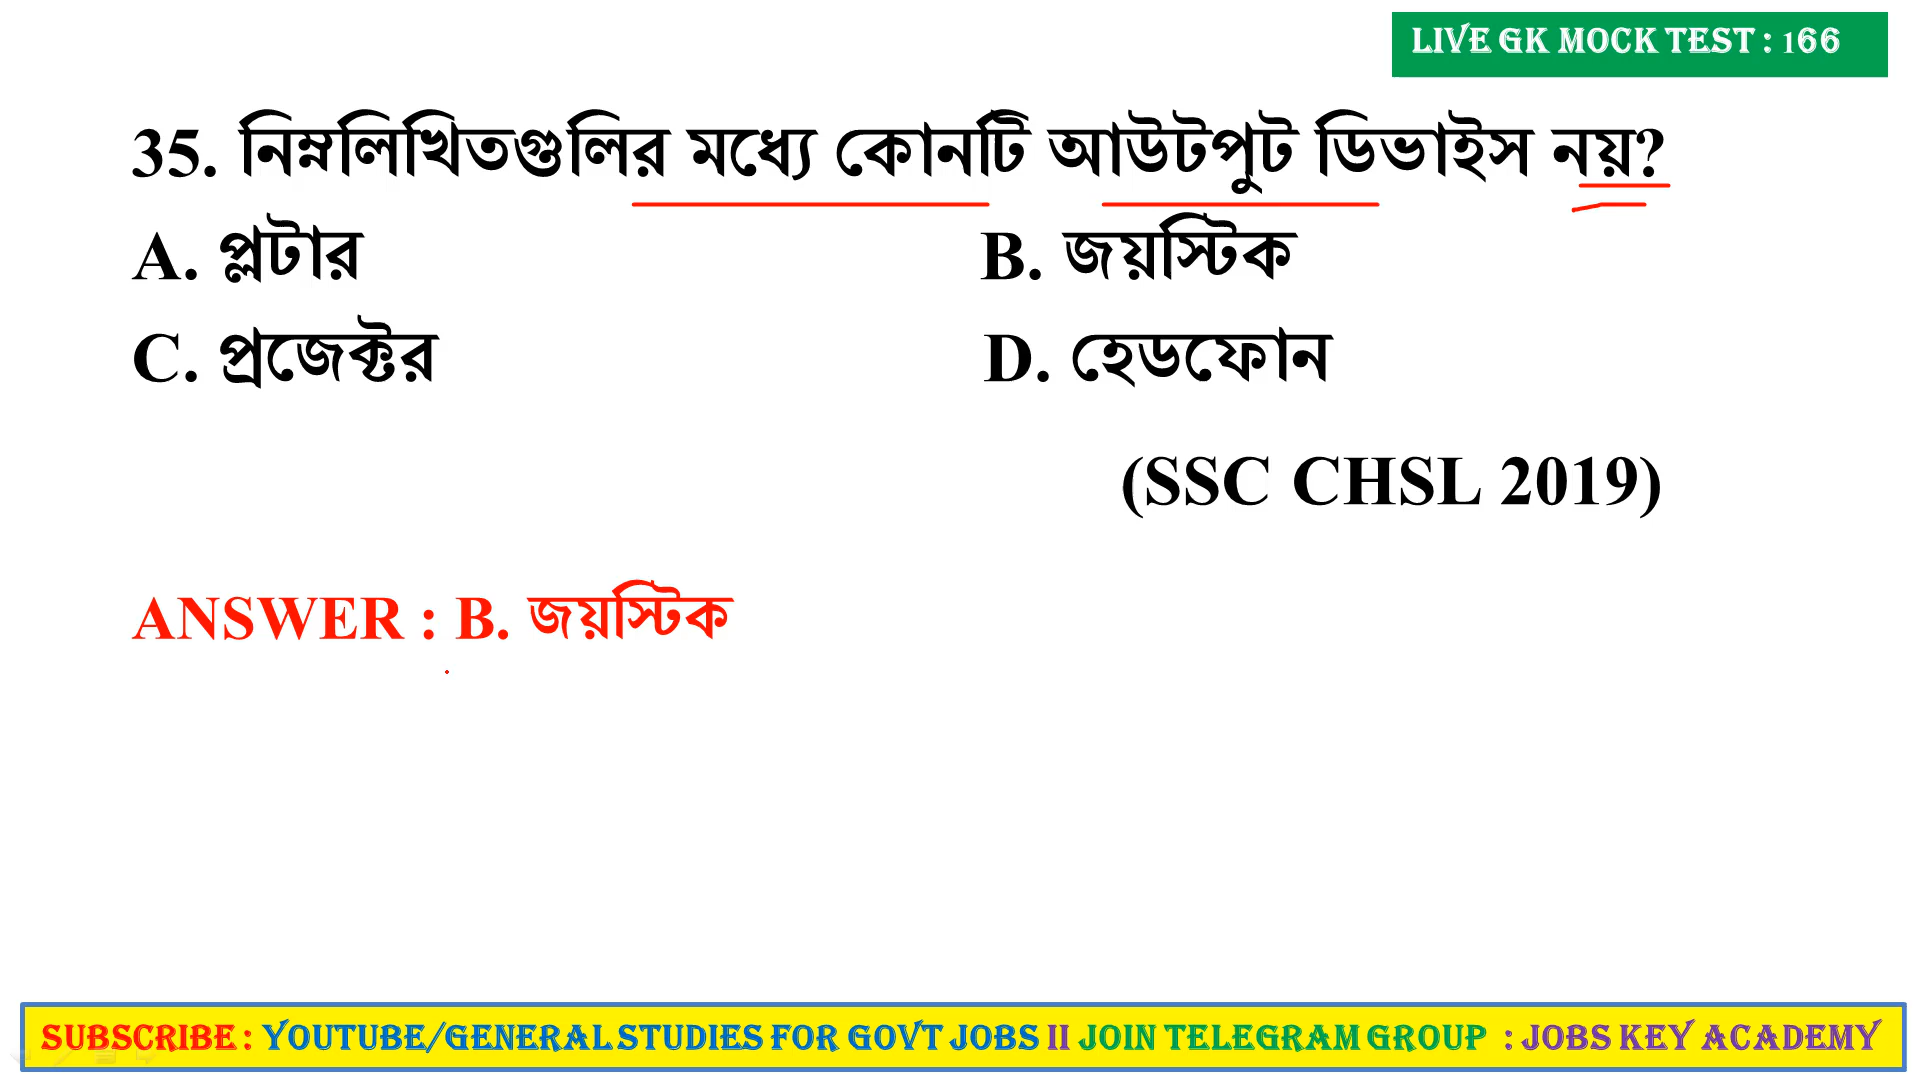 LIVE GK MOCK TEST : 166
35. নিম্নলিখিতগুলির মধ্যে কোনটি আউটপুট ডিভাইস নয়?
A. প্লটার B. জয়স্টিক
C. প্রজেক্টর D. হেডফোন
(SSC CHSL 2019)
ANSWER : B. জয়স্টিক
SUBSCRIBE : YOUTUBE/GENERAL STUDIES FOR GOVT JOBS II JOIN TELEGRAM GROUP : JOBS KEY ACADEMY